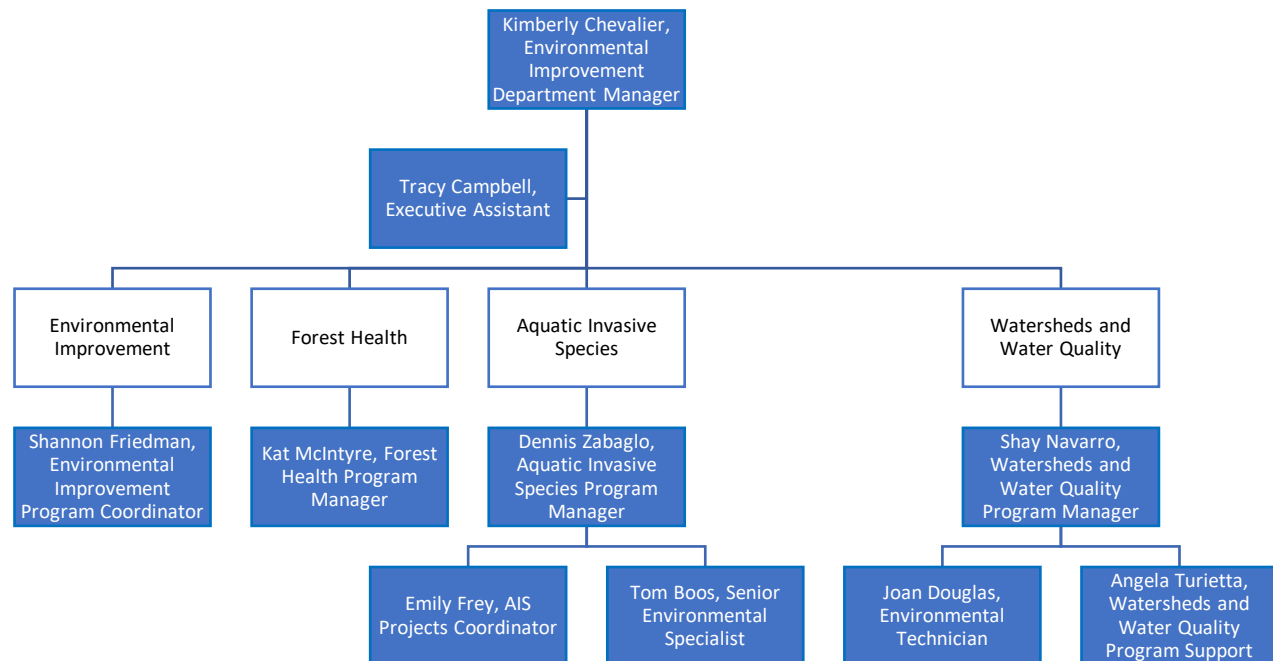 Kimberly Chevalier,
Environmental
Improvement
Department Manager
Tracy Campbell,
Executive Assistant
Environmental
Improvement
Forest Health
Aquatic Invasive
Species
Watersheds and
Water Quality
Shannon Friedman,
Environmental
Improvement
Program Coordinator
Kat McIntyre, Forest
Health Program
Manager
Dennis Zabaglo,
Aquatic Invasive
Species Program
Manager
Shay Navarro,
Watersheds and
Water Quality
Program Manager
Emily Frey, AIS
Projects Coordinator
Tom Boos, Senior
Environmental
Specialist
Joan Douglas,
Environmental
Technician
Angela Turietta,
Watersheds and
Water Quality
Program Support